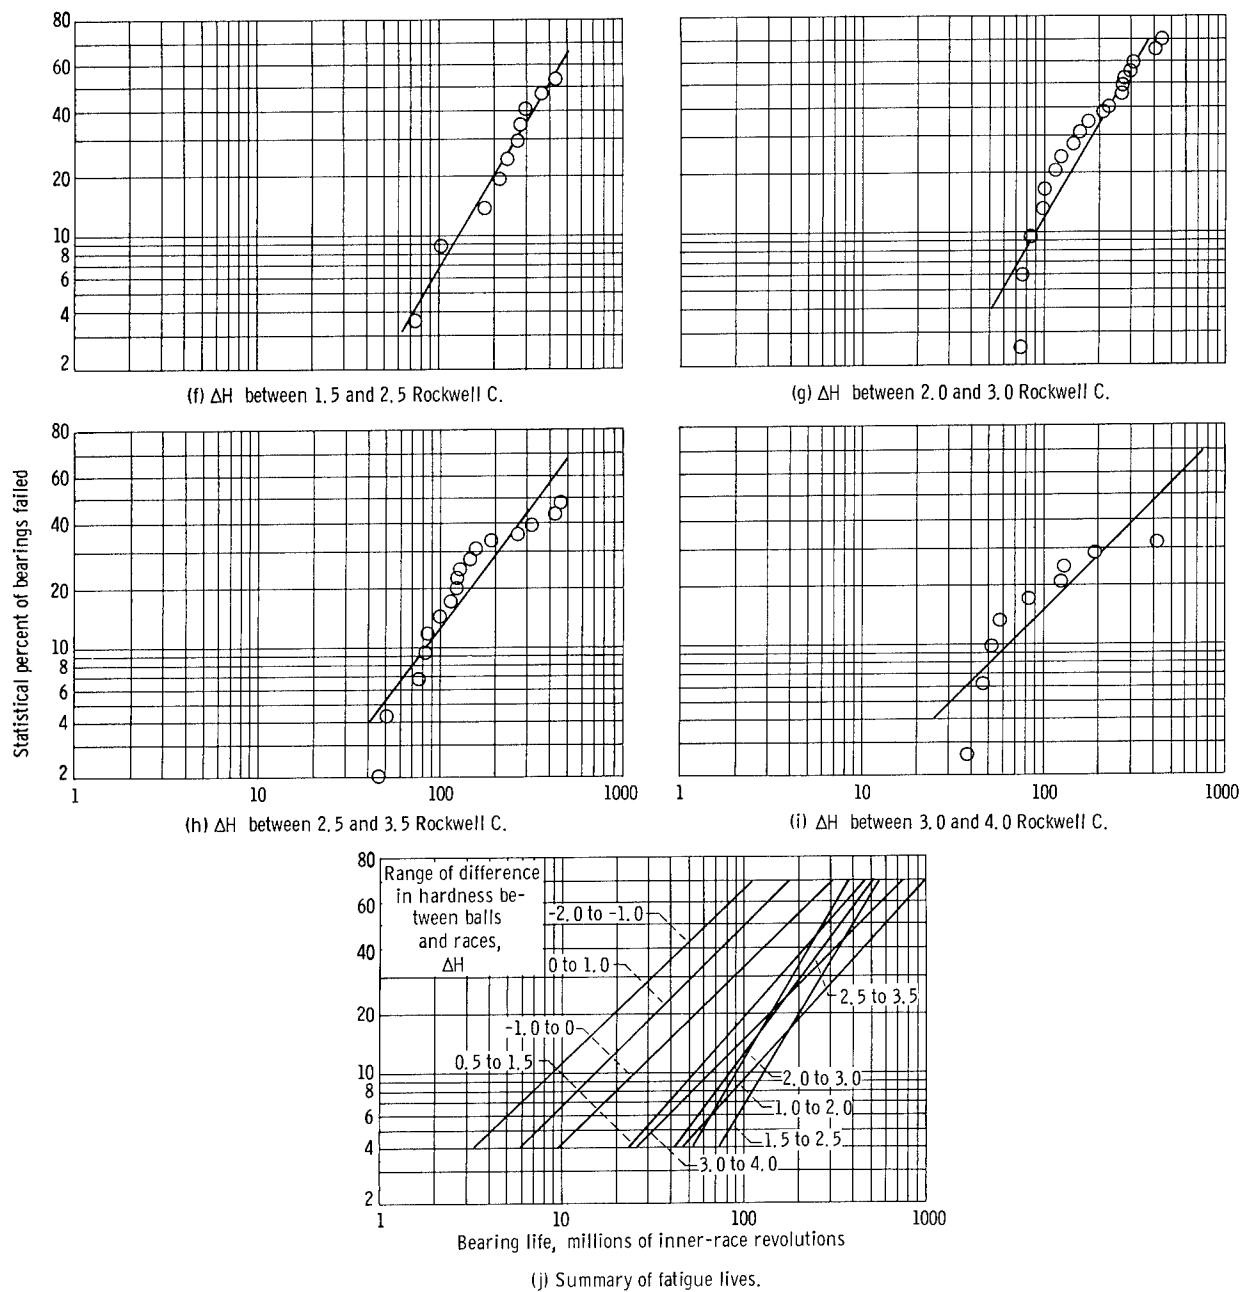 80
60
40
20
10
8
6
4
2
(f) ΔH between 1.5 and 2.5 Rockwell C.
(g) ΔH between 2.0 and 3.0 Rockwell C.
Statistical percent of bearings failed
80
60
40
20
10
8
6
4
2
1 10 100 1000
1 10 100 1000
(h) ΔH between 2.5 and 3.5 Rockwell C.
(i) ΔH between 3.0 and 4.0 Rockwell C.
80
60
40
20
10
8
6
4
2
Range of difference
in hardness be-
tween balls
and races,
ΔH
-2.0 to -1.0
0 to 1.0
2.5 to 3.5
-1.0 to 0
0.5 to 1.5
2.0 to 3.0
1.0 to 2.0
1.5 to 2.5
3.0 to 4.0
1 10 100 1000
Bearing life, millions of inner-race revolutions
(j) Summary of fatigue lives.